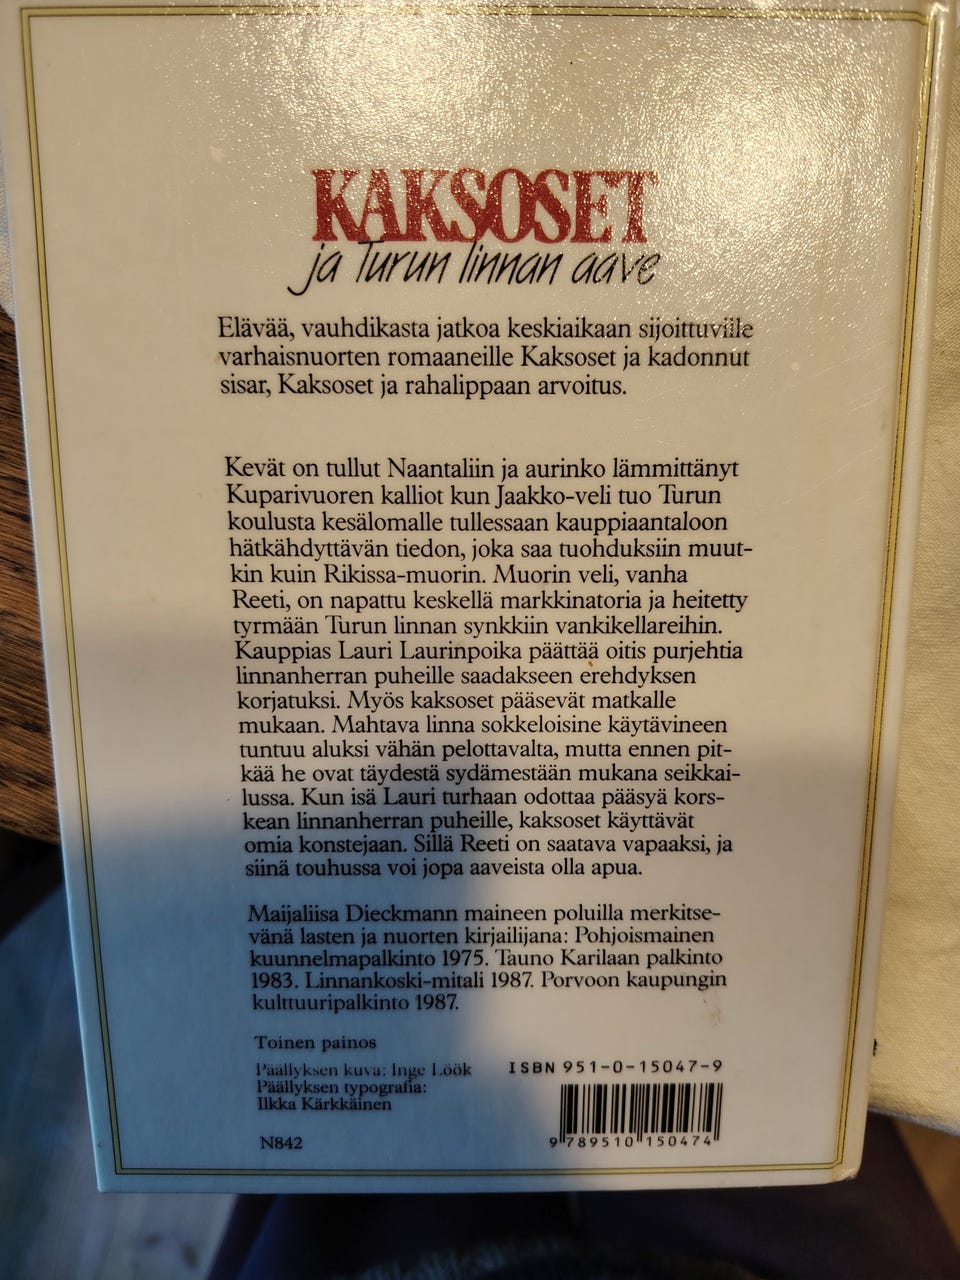 KAKSOSET
ja Turun linnan aave
Elävää, vauhdikasta jatkoa keskiaikaan sijoittuville
varhaisnuorten romaaneille Kaksoset ja kadonnut
sisar, Kaksoset ja rahalippaan arvoitus.
Kevät on tullut Naantaliin ja aurinko lämmittänyt
Kuparivuoren kalliot kun Jaakko-veli tuo Turun
koulusta kesälomalle tullessaan kauppiaantaloon
hätkähdyttävän tiedon, joka saa tuohduksiin muut-
kin kuin Rikissa-muorin. Muorin veli, vanha
Reeti, on napattu keskellä markkinatoria ja heitetty
tyrmään Turun linnan synkkiin vankikellareihin.
Kauppias Lauri Laurinpoika päättää oitis purjehtia
linnanherran puheille saadakseen erehdyksen
korjatuksi. Myös kaksoset pääsevät matkalle
mukaan. Mahtava linna sokkeloisine käytävineen
tuntuu aluksi vähän pelottavalta, mutta ennen pit-
kää he ovat täydestä sydämestään mukana seikkai-
lussa. Kun isä Lauri turhaan odottaa pääsyä kors-
kean linnanherran puheille, kaksoset käyttävät
omia konstejaan. Sillä Reeti on saatava vapaaksi, ja
siinä touhussa voi jopa aaveista olla apua.
Maijaliisa Dieckmann maineen poluilla merkitse-
vänä lasten ja nuorten kirjailijana: Pohjoismainen
kuunnelmapalkinto 1975. Tauno Karilaan palkinto
1983. Linnankoski-mitali 1987. Porvoon kaupungin
kulttuuripalkinto 1987.
Toinen painos
Päällyksen kuva: Inge Löök
Päällyksen typografia:
Ilkka Kärkkäinen
N842
ISBN 951-0-15047-9
9 789510 150474